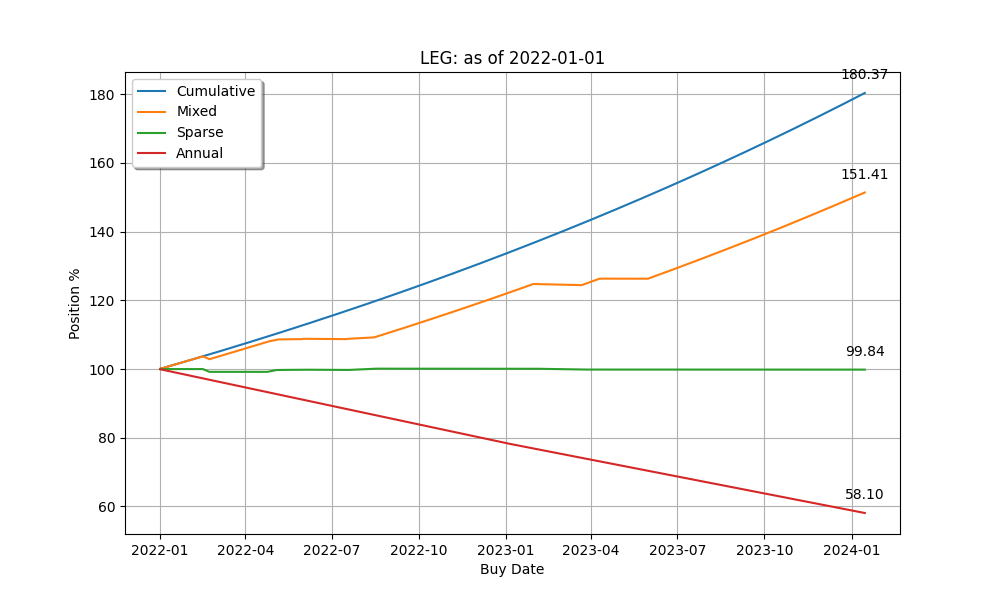 LEG: as of 2022-01-01
180.37
180
Cumulative
Mixed
Sparse
Annual
160
151.41
140
120
100
99.84
80
60
58.10
Position %
2022-01 2022-04 2022-07 2022-10 2023-01 2023-04 2023-07 2023-10 2024-01
Buy Date